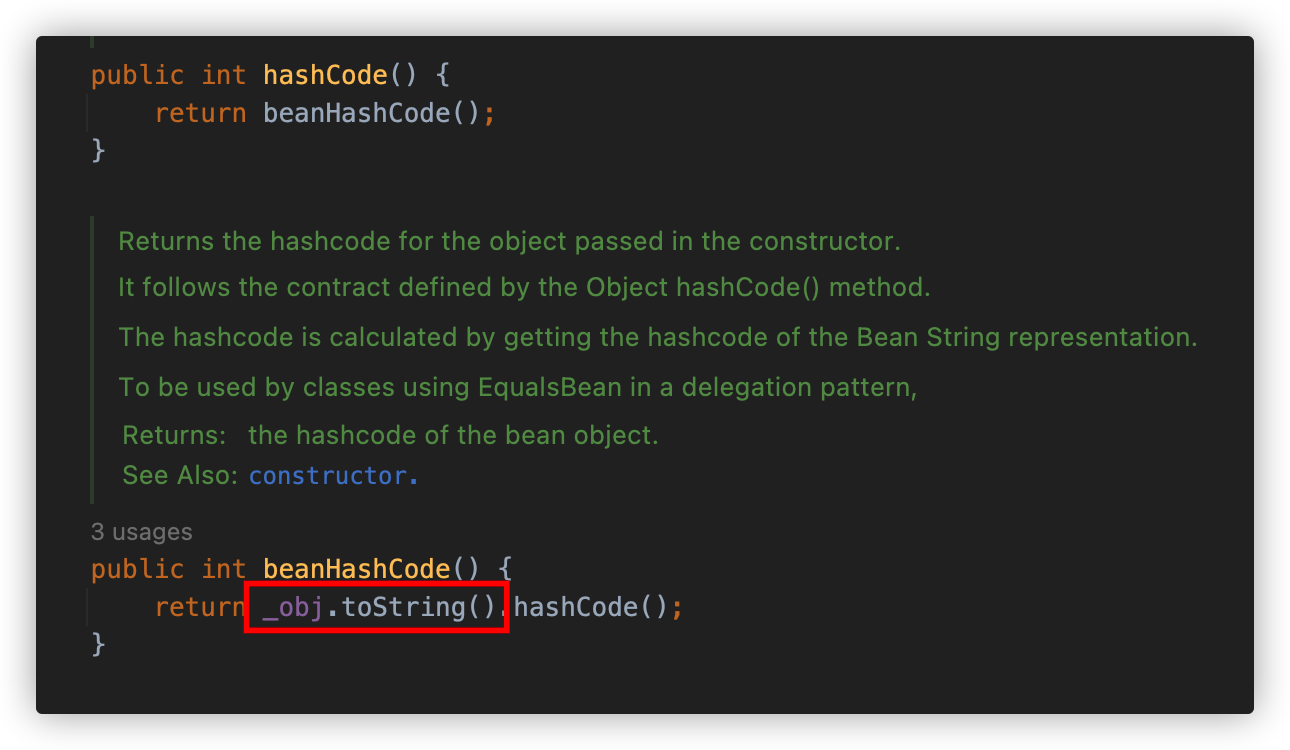 public int hashCode() {
return beanHashCode();
}
Returns the hashcode for the object passed in the constructor.
It follows the contract defined by the Object hashCode() method.
The hashcode is calculated by getting the hashcode of the Bean String representation.
To be used by classes using EqualsBean in a delegation pattern,
Returns: the hashcode of the bean object.
See Also: constructor.
3 usages
public int beanHashCode() {
return _obj.toString().hashCode();
}